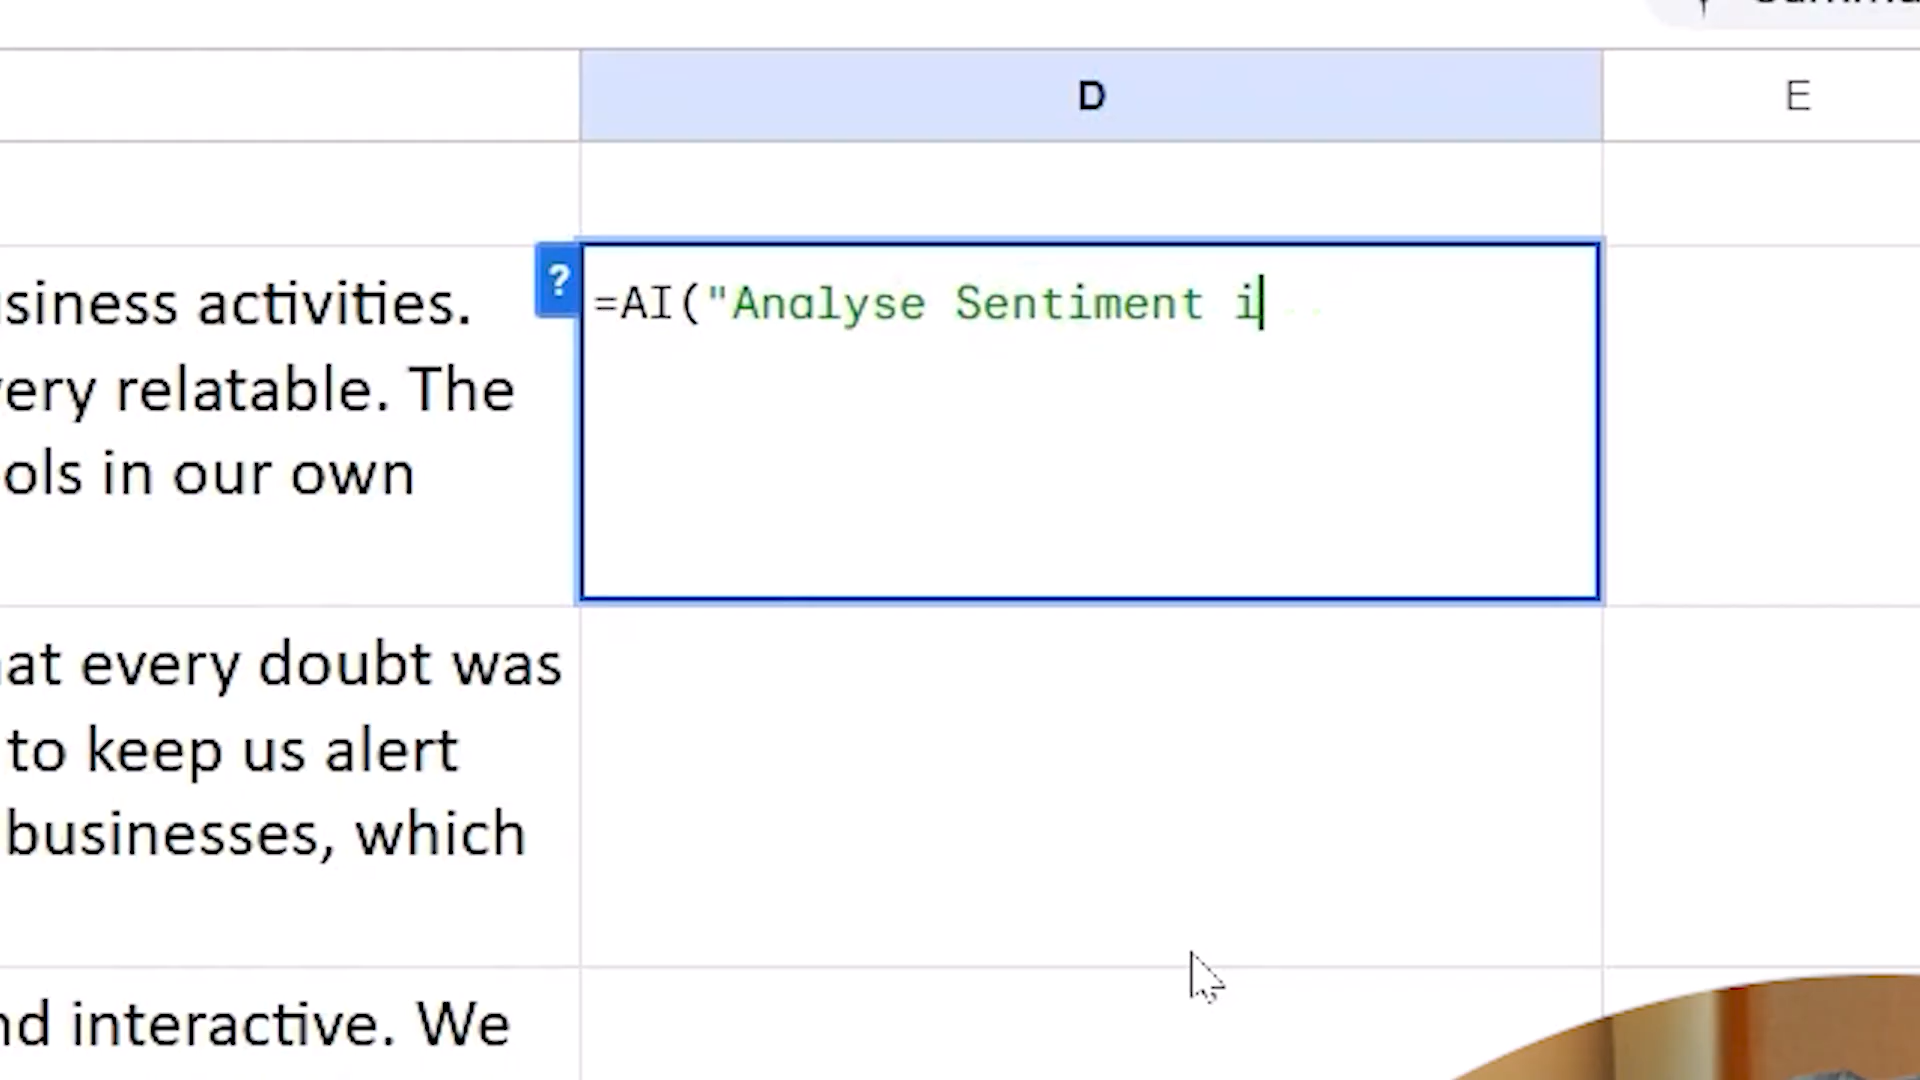 D
E
siness activities.
?
=AI("Analyse Sentiment i
very relatable. The
ols in our own
at every doubt was
to keep us alert
businesses, which
nd interactive. We